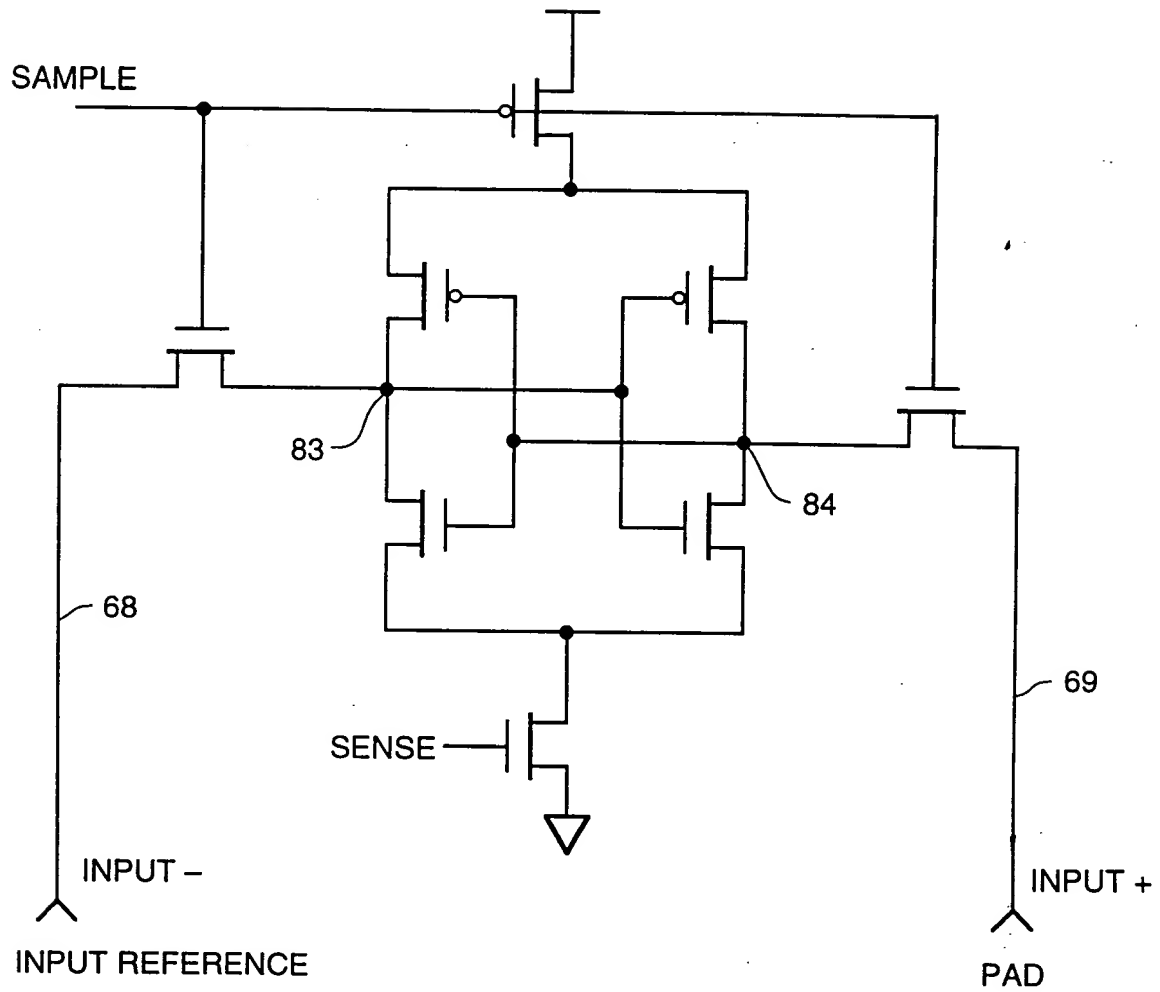 SAMPLE
83
84
68
69
SENSE
INPUT –
INPUT +
INPUT REFERENCE
PAD